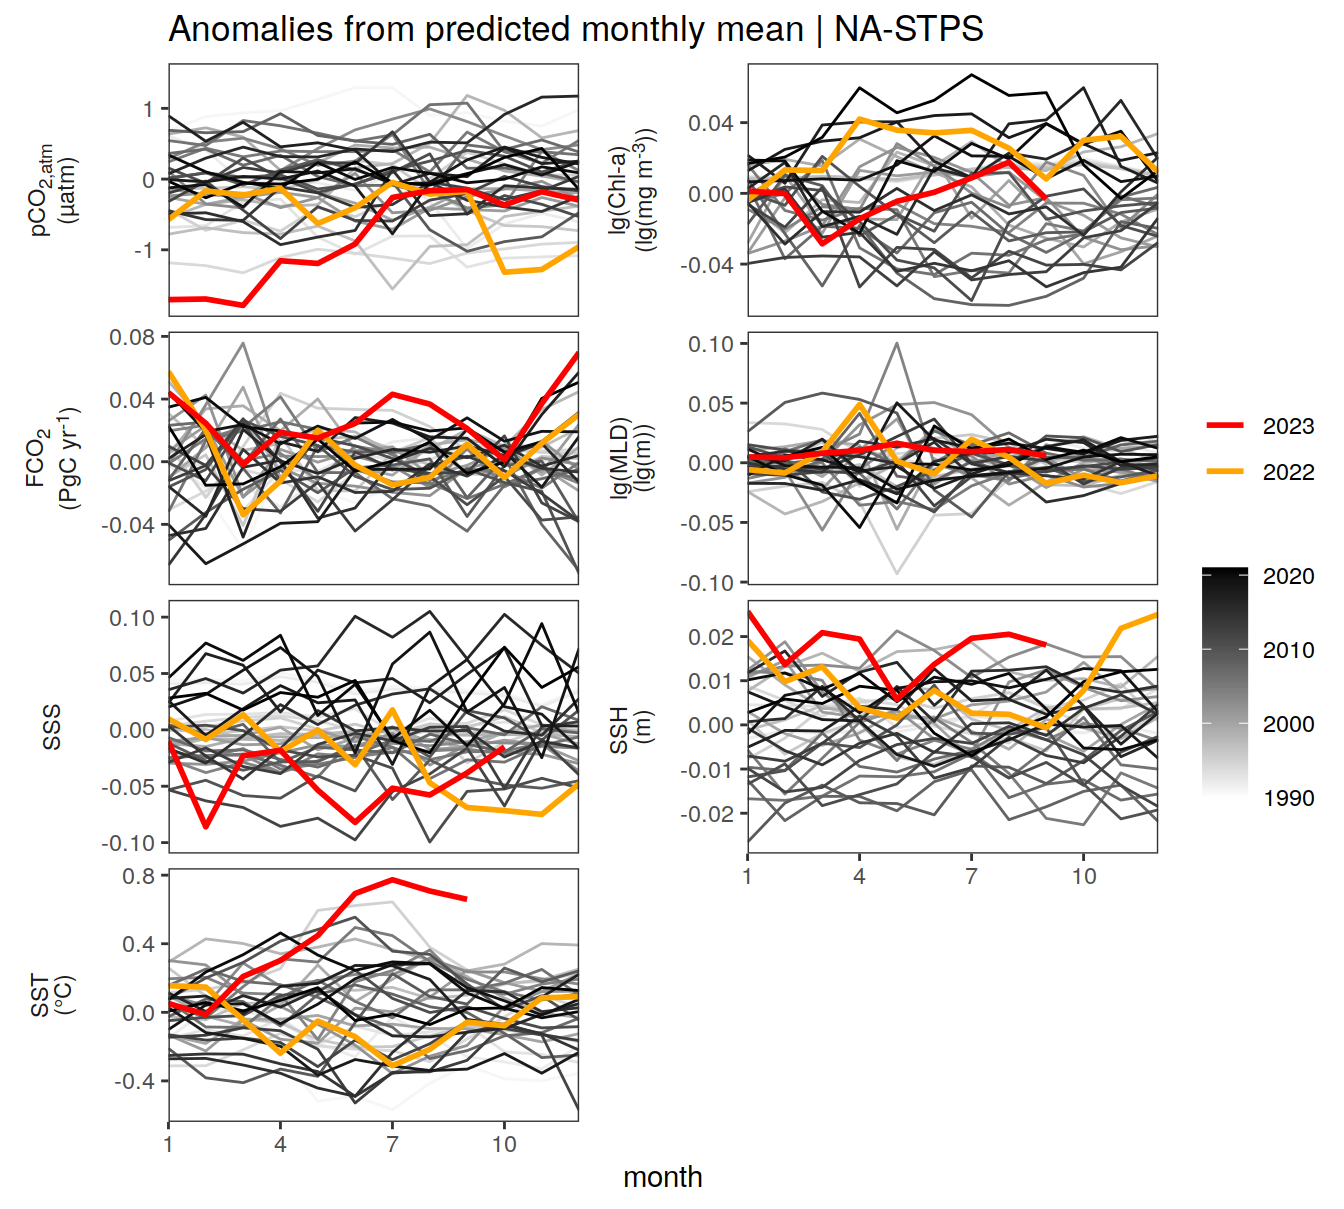 Anomalies from predicted monthly mean | NA-STPS
pCO2,atm
(µatm)
1
0
-1
lg(Chl-a)
(lg(mg m-3))
0.04
0.00
-0.04
FCO2
(PgC yr-1)
0.08
0.04
0.00
-0.04
lg(MLD)
(lg(m))
0.10
0.05
0.00
-0.05
-0.10
SSS
0.10
0.05
0.00
-0.05
-0.10
SSH
(m)
0.02
0.01
0.00
-0.01
-0.02
1 4 7 10
SST
(°C)
0.8
0.4
0.0
-0.4
1 4 7 10
month
2023
2022
2020
2010
2000
1990